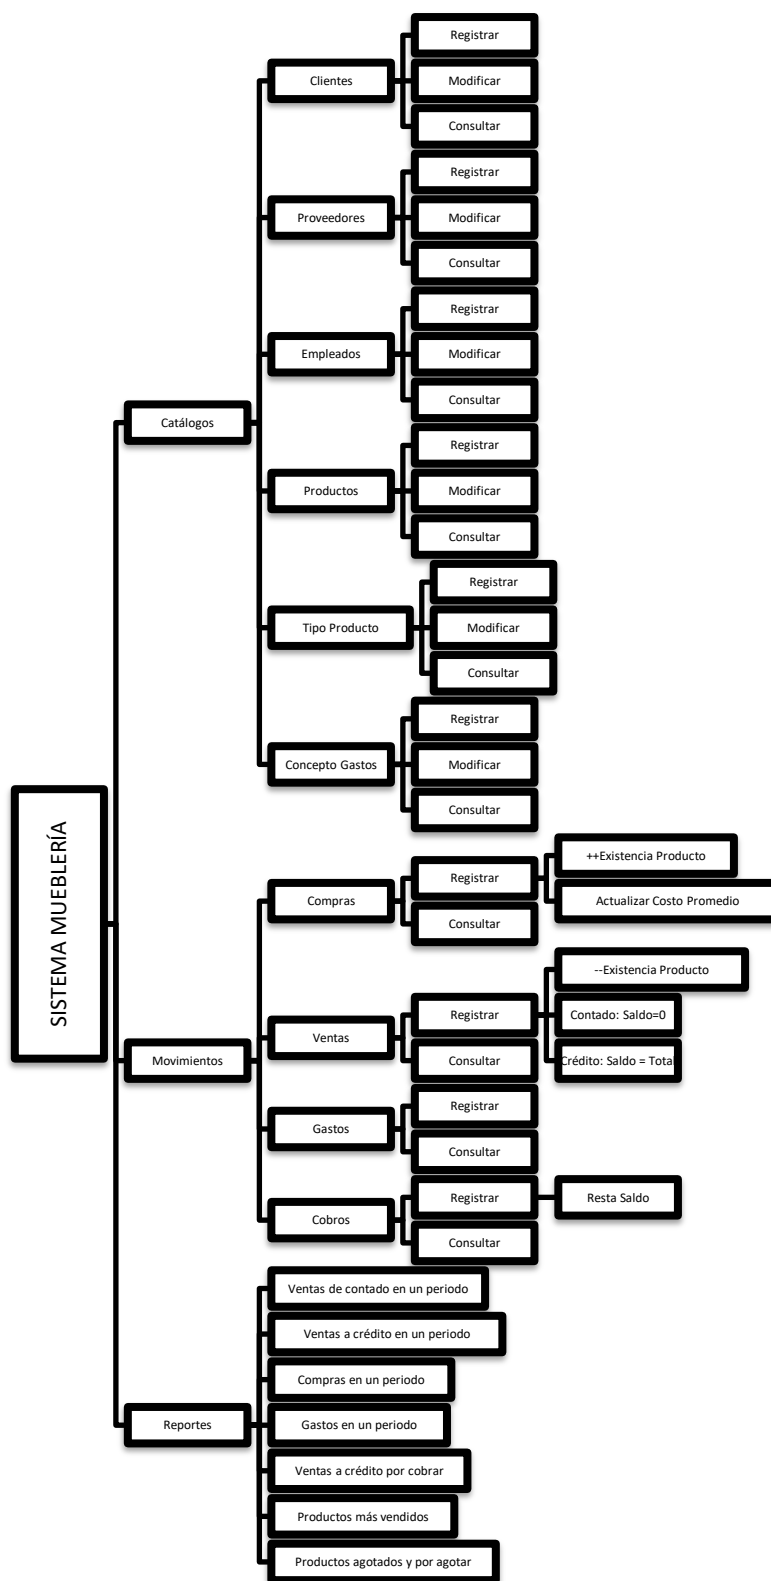 SISTEMA MUEBLERÍA
Catálogos
Clientes
Registrar
Modificar
Consultar
Proveedores
Registrar
Modificar
Consultar
Empleados
Registrar
Modificar
Consultar
Productos
Registrar
Modificar
Consultar
Tipo Producto
Registrar
Modificar
Consultar
Concepto Gastos
Registrar
Modificar
Consultar
Movimientos
Compras
Registrar
++Existencia Producto
Actualizar Costo Promedio
Consultar
Ventas
Registrar
--Existencia Producto
Contado: Saldo=0
Crédito: Saldo = Total
Consultar
Gastos
Registrar
Consultar
Cobros
Registrar
Resta Saldo
Consultar
Reportes
Ventas de contado en un periodo
Ventas a crédito en un periodo
Compras en un periodo
Gastos en un periodo
Ventas a crédito por cobrar
Productos más vendidos
Productos agotados y por agotar